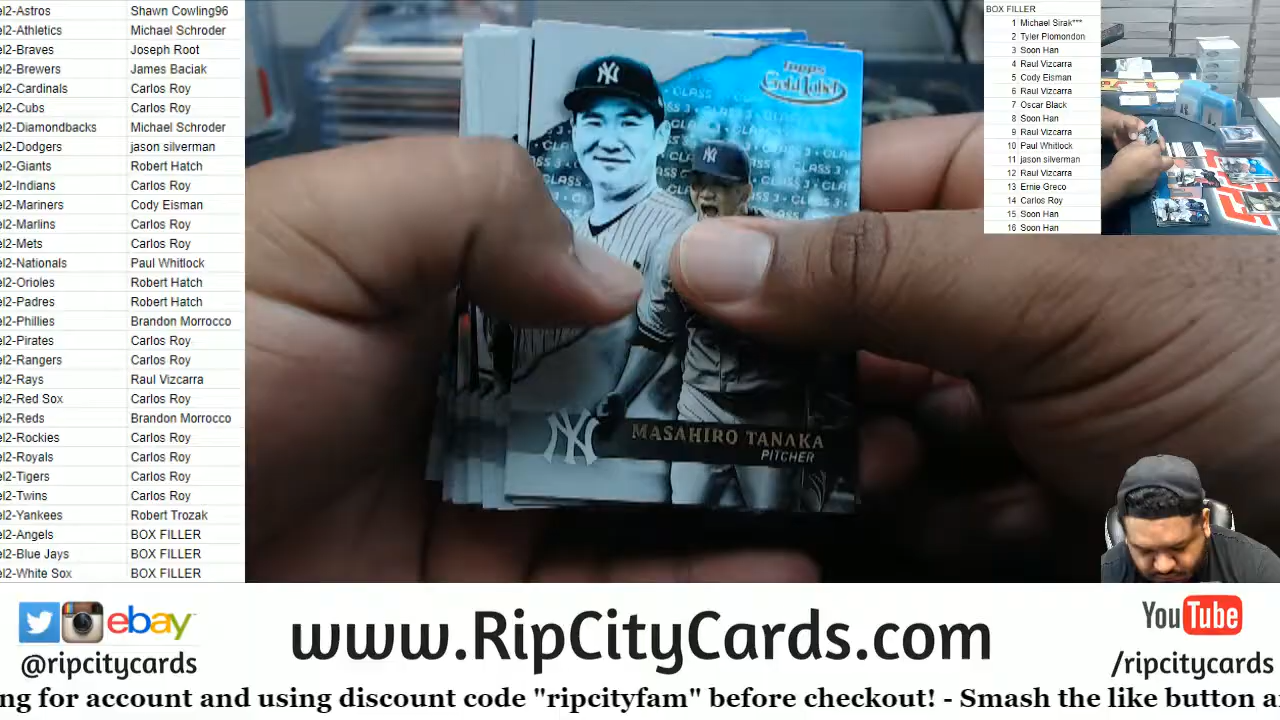 el2-Astros Shawn Cowling96
el2-Athletics Michael Schroder
el2-Braves Joseph Root
el2-Brewers James Baciak
el2-Cardinals Carlos Roy
el2-Cubs Carlos Roy
el2-Diamondbacks Michael Schroder
el2-Dodgers jason silverman
el2-Giants Robert Hatch
el2-Indians Carlos Roy
el2-Mariners Cody Eisman
el2-Marlins Carlos Roy
el2-Mets Carlos Roy
el2-Nationals Paul Whitlock
el2-Orioles Robert Hatch
el2-Padres Robert Hatch
el2-Phillies Brandon Morrocco
el2-Pirates Carlos Roy
el2-Rangers Carlos Roy
el2-Rays Raul Vizcarra
el2-Red Sox Carlos Roy
el2-Reds Brandon Morrocco
el2-Rockies Carlos Roy
el2-Royals Carlos Roy
el2-Tigers Carlos Roy
el2-Twins Carlos Roy
el2-Yankees Robert Trozak
el2-Angels BOX FILLER
el2-Blue Jays BOX FILLER
el2-White Sox BOX FILLER
Topps
Gold Label
CLASS 3
NY
MASAHIRO TANAKA
PITCHER
BOX FILLER
1 Michael Sirak***
2 Tyler Plomondon
3 Soon Han
4 Raul Vizcarra
5 Cody Eisman
6 Raul Vizcarra
7 Oscar Black
8 Soon Han
9 Raul Vizcarra
10 Paul Whitlock
11 jason silverman
12 Raul Vizcarra
13 Ernie Greco
14 Carlos Roy
15 Soon Han
16 Soon Han
ebay
@ripcitycards
www.RipCityCards.com
YouTube
/ripcitycards
ng for account and using discount code "ripcityfam" before checkout! - Smash the like button a